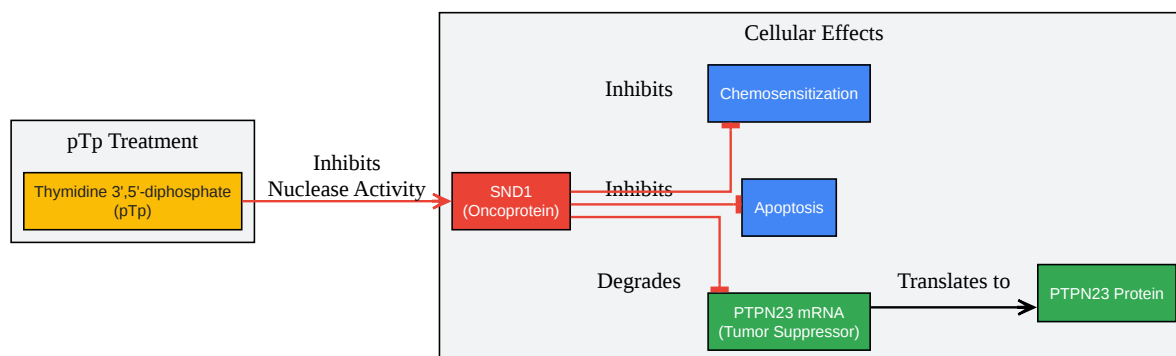 Cellular Effects
Inhibits
Chemosensitization
pTp Treatment
Inhibits
Nuclease Activity
Thymidine 3',5'-diphosphate
(pTp)
SND1
(Oncoprotein)
Inhibits
Apoptosis
Degrades
PTPN23 mRNA
(Tumor Suppressor)
Translates to
PTPN23 Protein